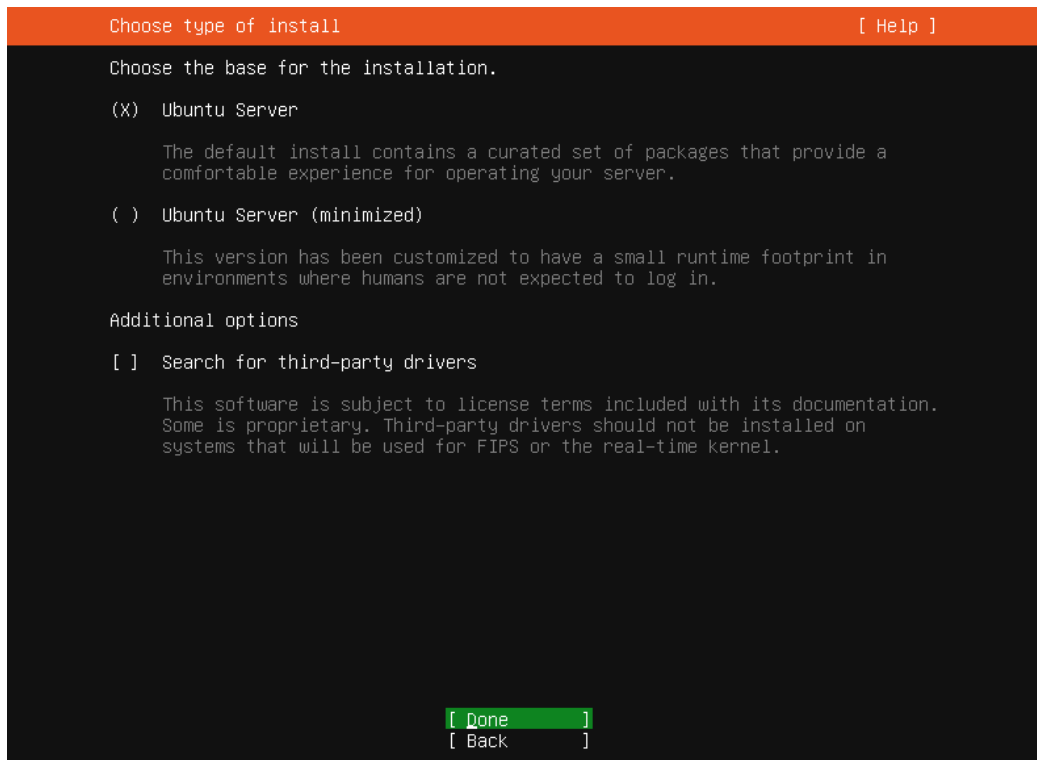 Choose type of install [ Help ]
Choose the base for the installation.
(X) Ubuntu Server
The default install contains a curated set of packages that provide a
comfortable experience for operating your server.
( ) Ubuntu Server (minimized)
This version has been customized to have a small runtime footprint in
environments where humans are not expected to log in.
Additional options
[ ] Search for third-party drivers
This software is subject to license terms included with its documentation.
Some is proprietary. Third-party drivers should not be installed on
systems that will be used for FIPS or the real-time kernel.
[ Done ]
[ Back ]